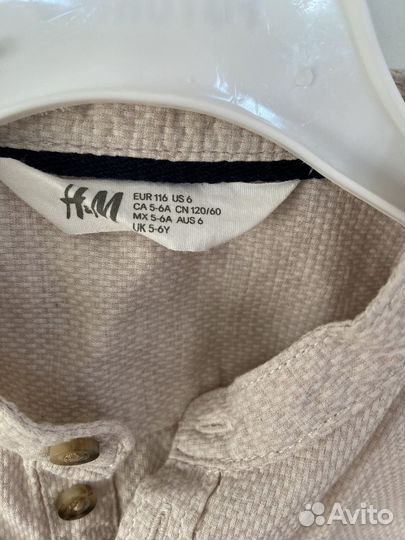 H&M
EUR 116 US 6
CA 5-6A CN 120/60
MX 5-6A AUS 6
UK 5-6Y
Avito